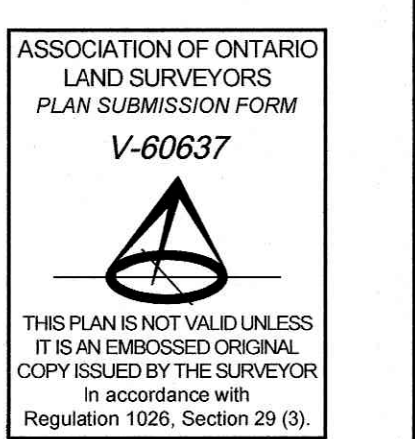 ASSOCIATION OF ONTARIO
LAND SURVEYORS
PLAN SUBMISSION FORM
V-60637
THIS PLAN IS NOT VALID UNLESS
IT IS AN EMBOSSED ORIGINAL
COPY ISSUED BY THE SURVEYOR
In accordance with
Regulation 1026, Section 29 (3).